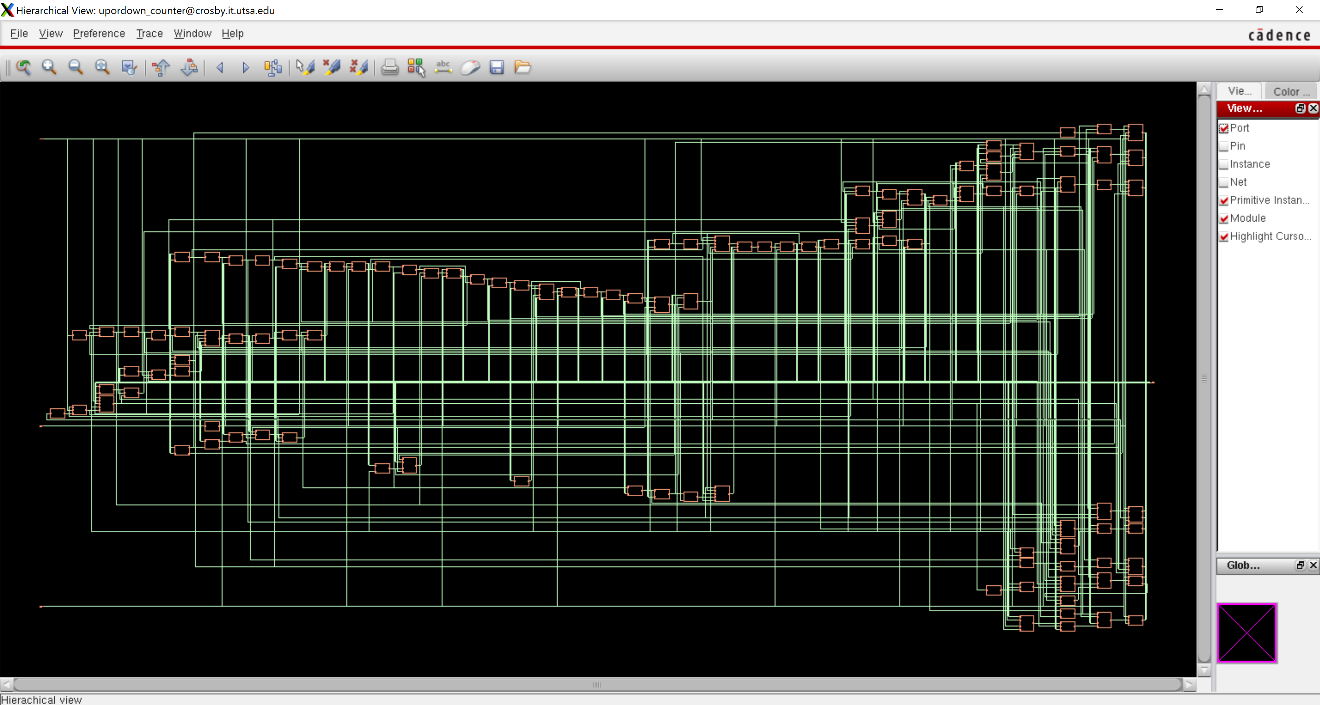 Hierarchical View: upordown_counter@crosby.it.utsa.edu
File View Preference Trace Window Help
cādence
abc
Vie... Color ...
View...
Port
Pin
Instance
Net
Primitive Instan...
Module
Highlight Curso...
Glob...
Hierachical view